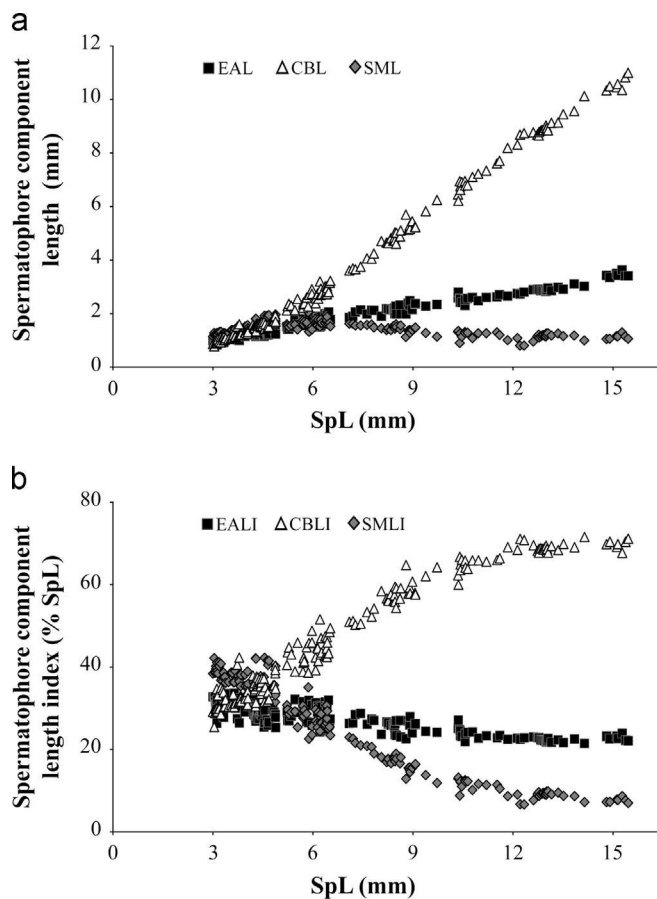 a
Spermatophore component
length (mm)
12
10
8
6
4
2
0
EAL CBL SML
0 3 6 9 12 15
SpL (mm)
b
Spermatophore component
length index (% SpL)
80
60
40
20
0
EALI CBLI SMLI
0 3 6 9 12 15
SpL (mm)